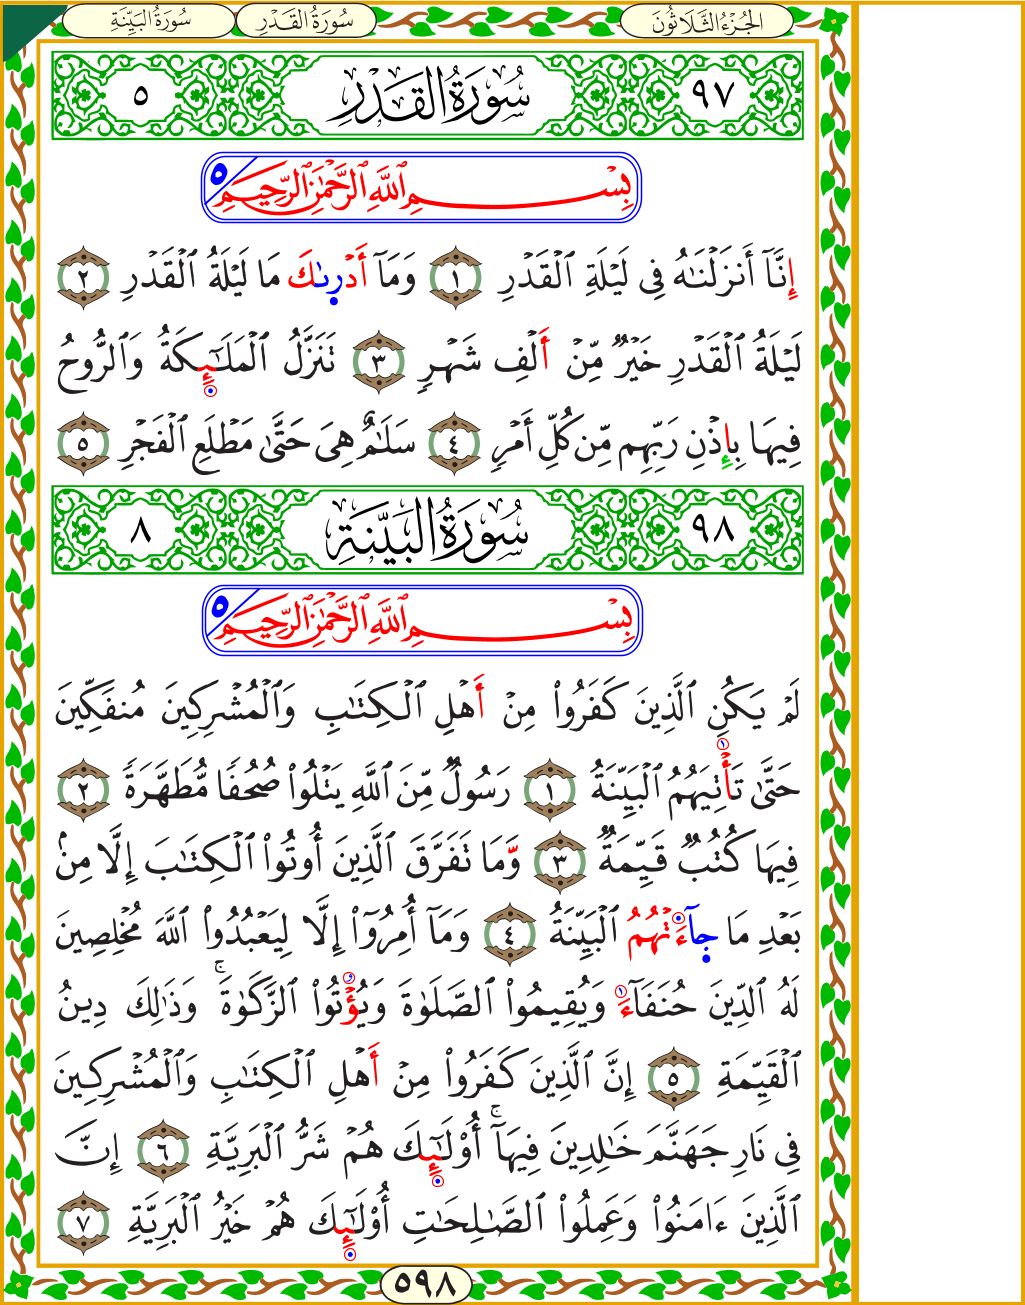 الجُزْءُ الثَّلَاثُونَ
سُورَةُ القَدْرِ
سُورَةُ البَيِّنَةِ
٩٧
سُورَةُ القَدْرِ
٥
بِسْمِ ٱللَّهِ ٱلرَّحْمَٰنِ ٱلرَّحِيمِ
٥
إِنَّآ أَنزَلْنَٰهُ فِى لَيْلَةِ ٱلْقَدْرِ ١ وَمَآ أَدْرىٰكَ مَا لَيْلَةُ ٱلْقَدْرِ ٢
لَيْلَةُ ٱلْقَدْرِ خَيْرٌ مِّنْ أَلْفِ شَهْرٍ ٣ تَنَزَّلُ ٱلْمَلَٰٓئِكَةُ وَٱلرُّوحُ
فِيهَا بِإِذْنِ رَبِّهِم مِّن كُلِّ أَمْرٍ ٤ سَلَٰمٌ هِىَ حَتَّىٰ مَطْلَعِ ٱلْفَجْرِ ٥
٩٨
سُورَةُ البَيِّنَةِ
٨
بِسْمِ ٱللَّهِ ٱلرَّحْمَٰنِ ٱلرَّحِيمِ
٥
لَمْ يَكُنِ ٱلَّذِينَ كَفَرُوا۟ مِنْ أَهْلِ ٱلْكِتَٰبِ وَٱلْمُشْرِكِينَ مُنفَكِّينَ
حَتَّىٰ تَأْتِيَهُمُ ٱلْبَيِّنَةُ ١ رَسُولٌ مِّنَ ٱللَّهِ يَتْلُوا۟ صُحُفًا مُّطَهَّرَةً ٢
فِيهَا كُتُبٌ قَيِّمَةٌ ٣ وَّمَا تَفَرَّقَ ٱلَّذِينَ أُوتُوا۟ ٱلْكِتَٰبَ إِلَّا مِنۢ
بَعْدِ مَا جَآءَتْهُمُ ٱلْبَيِّنَةُ ٤ وَمَآ أُمِرُوٓا۟ إِلَّا لِيَعْبُدُوا۟ ٱللَّهَ مُخْلِصِينَ
لَهُ ٱلدِّينَ حُنَفَآءَ وَيُقِيمُوا۟ ٱلصَّلَوٰةَ وَيُؤْتُوا۟ ٱلزَّكَوٰةَ ۚ وَذَٰلِكَ دِينُ
ٱلْقَيِّمَةِ ٥ إِنَّ ٱلَّذِينَ كَفَرُوا۟ مِنْ أَهْلِ ٱلْكِتَٰبِ وَٱلْمُشْرِكِينَ
فِى نَارِ جَهَنَّمَ خَٰلِدِينَ فِيهَآ ۚ أُو۟لَٰٓئِكَ هُمْ شَرُّ ٱلْبَرِيَّةِ ٦ إِنَّ
ٱلَّذِينَ ءَامَنُوا۟ وَعَمِلُوا۟ ٱلصَّٰلِحَٰتِ أُو۟لَٰٓئِكَ هُمْ خَيْرُ ٱلْبَرِيَّةِ ٧
٥٩٨